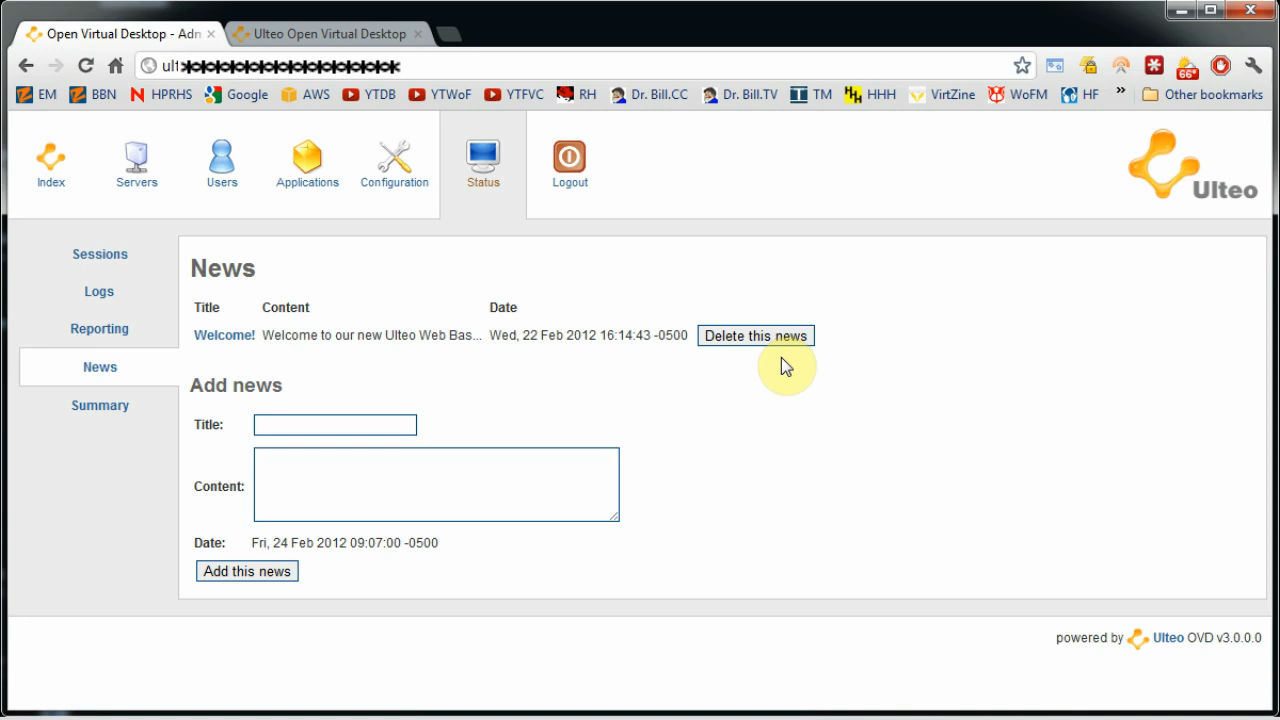 Open Virtual Desktop - Adn
Ulteo Open Virtual Desktop
EM BBN HPRHS Google AWS YTDB YTWoF YTFVC RH Dr. Bill.CC Dr. Bill.TV TM HHH VirtZine WoFM HF » Other bookmarks
66°
Index Servers Users Applications Configuration Status Logout
Ulteo
Sessions
Logs
Reporting
News
Summary
News
Title Content Date
Welcome! Welcome to our new Ulteo Web Bas... Wed, 22 Feb 2012 16:14:43 -0500 Delete this news
Add news
Title:
Content:
Date: Fri, 24 Feb 2012 09:07:00 -0500
Add this news
powered by Ulteo OVD v3.0.0.0